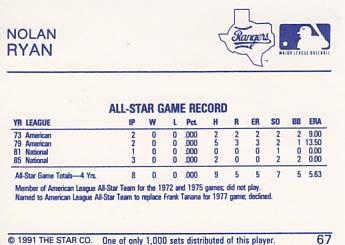 NOLAN
RYAN
Rangers
MAJOR LEAGUE BASEBALL
ALL-STAR GAME RECORD
YR LEAGUE IP W L Pct. H R ER SO BB ERA
73 American 2 0 0 .000 2 2 2 2 2 9.00
79 American 2 0 0 .000 5 3 3 2 1 13.50
81 National 1 0 0 .000 0 0 0 1 0 0.00
85 National 3 0 0 .000 2 0 0 2 2 0.00
All-Star Game Totals—4 Yrs. 8 0 0 .000 9 5 5 7 5 5.63
Member of American League All-Star Team for the 1972 and 1975 games; did not play.
Named to American League All-Star to replace Frank Tanana for 1977 game; declined.
© 1991 THE STAR CO. One of only 1,000 sets distributed of this player. 67